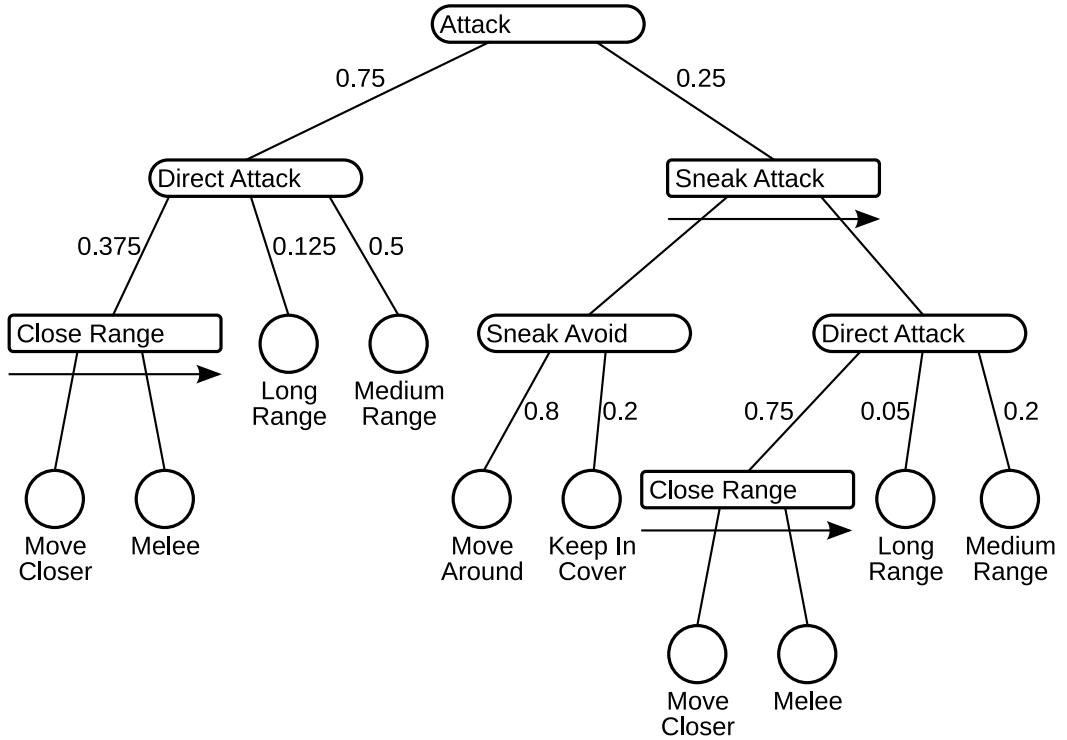 Attack
0.75
0.25
Direct Attack
Sneak Attack
0.375
0.125
0.5
Close Range
Long
Range
Medium
Range
Sneak Avoid
Direct Attack
0.8
0.2
0.75
0.05
0.2
Close Range
Move
Closer
Melee
Move
Around
Keep In
Cover
Long
Range
Medium
Range
Move
Closer
Melee